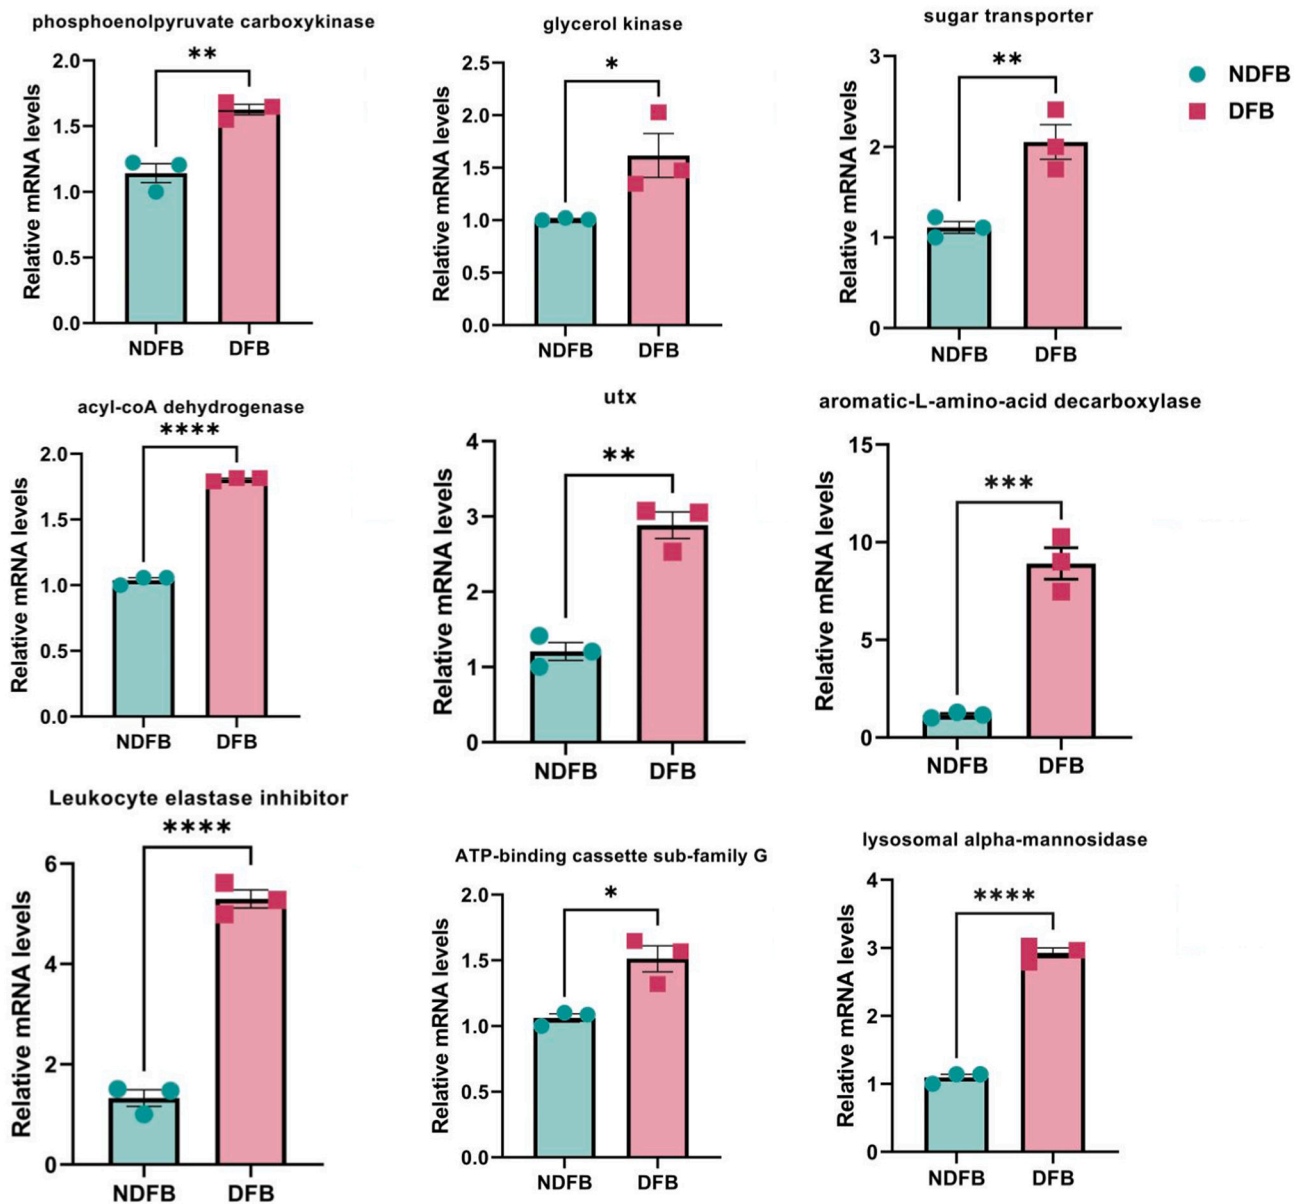 phosphoenolpyruvate carboxykinase
**
Relative mRNA levels
2.0
1.5
1.0
0.5
0.0
NDFB DFB
glycerol kinase
*
Relative mRNA levels
2.5
2.0
1.5
1.0
0.5
0.0
NDFB DFB
sugar transporter
**
Relative mRNA levels
3
2
1
0
NDFB DFB
NDFB
DFB
acyl-coA dehydrogenase
****
Relative mRNA levels
2.0
1.5
1.0
0.5
0.0
NDFB DFB
utx
**
Relative mRNA levels
4
3
2
1
0
NDFB DFB
aromatic-L-amino-acid decarboxylase
***
Relative mRNA levels
15
10
5
0
NDFB DFB
Leukocyte elastase inhibitor
****
Relative mRNA levels
6
4
2
0
NDFB DFB
ATP-binding cassette sub-family G
*
Relative mRNA levels
2.0
1.5
1.0
0.5
0.0
NDFB DFB
lysosomal alpha-mannosidase
****
Relative mRNA levels
4
3
2
1
0
NDFB DFB